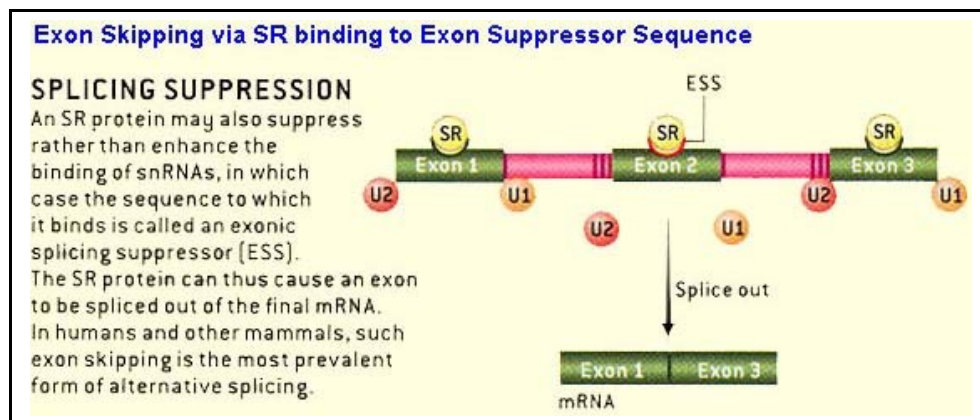 Exon Skipping via SR binding to Exon Suppressor Sequence
SPLICING SUPPRESSION
An SR protein may also suppress
rather than enhance the
binding of snRNAs, in which
case the sequence to which
it binds is called an exonic
splicing suppressor (ESS).
The SR protein can thus cause an exon
to be spliced out of the final mRNA.
In humans and other mammals, such
exon skipping is the most prevalent
form of alternative splicing.
ESS
SR SR SR
Exon 1 Exon 2 Exon 3
U2 U1 U2 U1
U2 U1
Splice out
Exon 1 Exon 3
mRNA